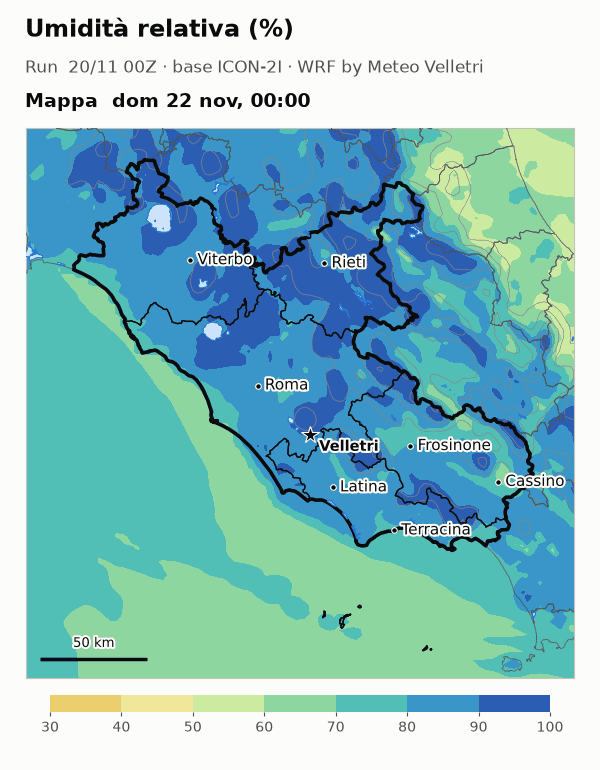 Umidità relativa (%)
Run 20/11 00Z · base ICON-2I · WRF by Meteo Velletri
Mappa dom 22 nov, 00:00
Viterbo
Rieti
Roma
Velletri
Frosinone
Cassino
Latina
Terracina
50 km
30 40 50 60 70 80 90 100